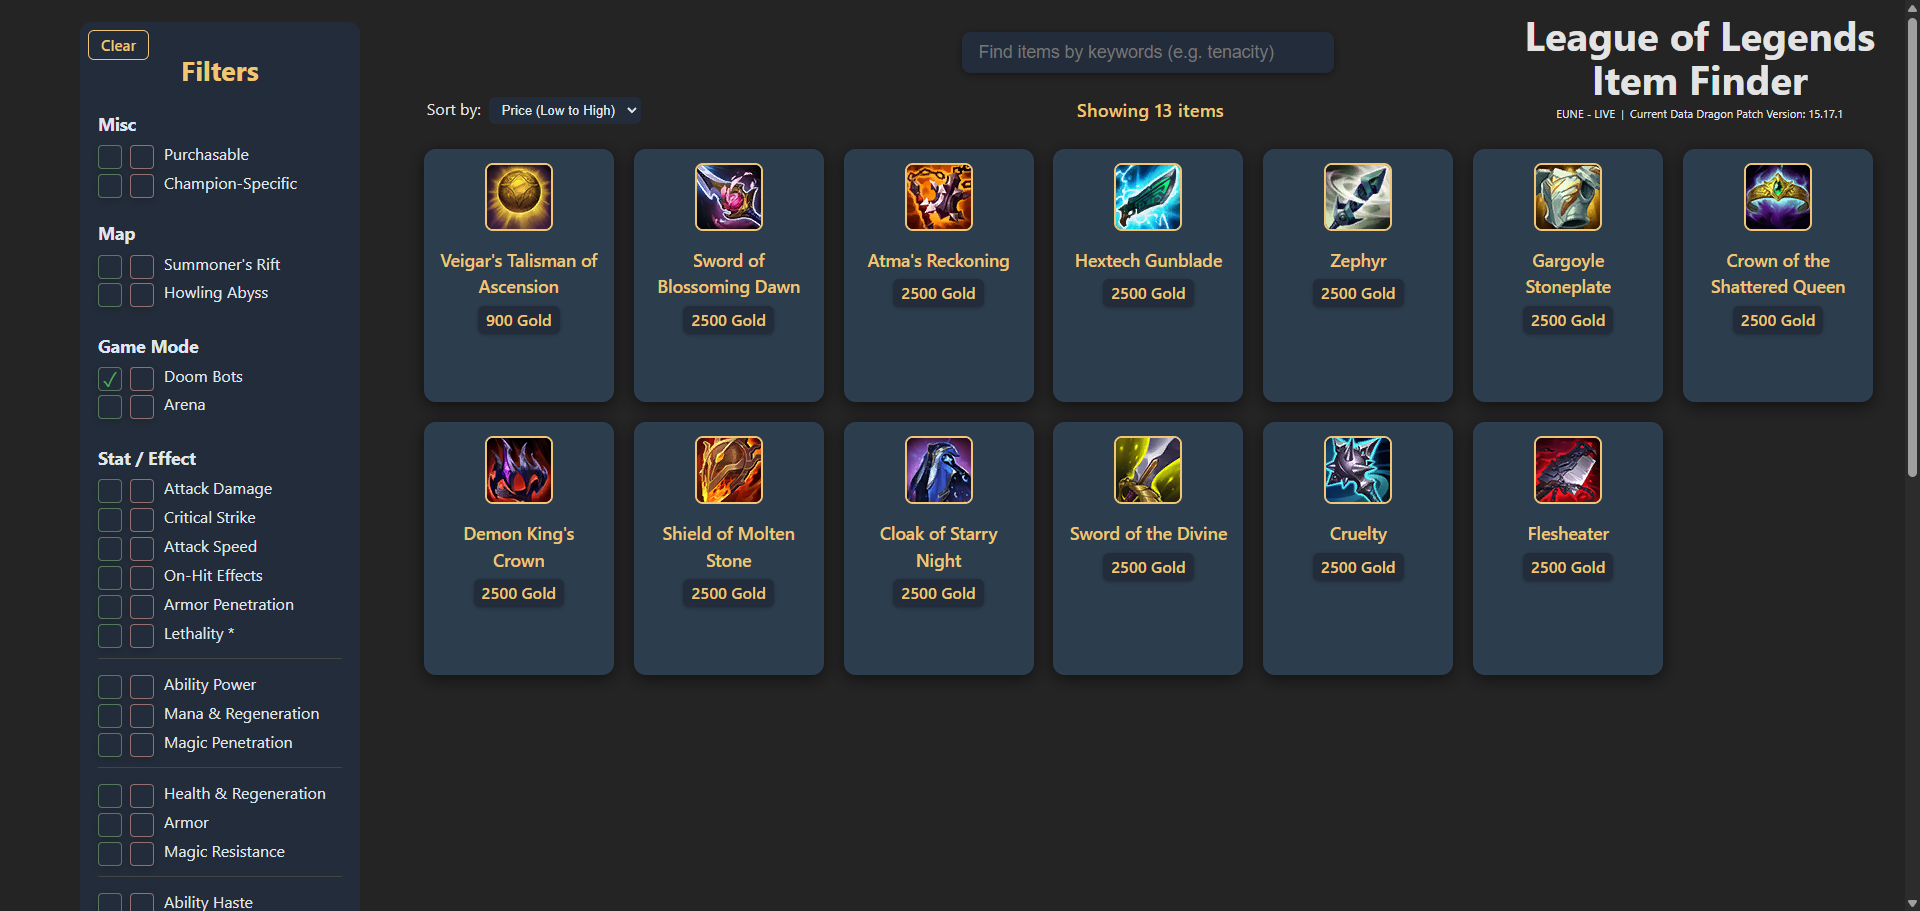 Clear
Filters
Misc
Purchasable
Champion-Specific
Map
Summoner's Rift
Howling Abyss
Game Mode
Doom Bots
Arena
Stat / Effect
Attack Damage
Critical Strike
Attack Speed
On-Hit Effects
Armor Penetration
Lethality *
Ability Power
Mana & Regeneration
Magic Penetration
Health & Regeneration
Armor
Magic Resistance
Ability Haste
Find items by keywords (e.g. tenacity)
League of Legends
Item Finder
EUNE - LIVE | Current Data Dragon Patch Version: 15.17.1
Sort by: Price (Low to High)
Showing 13 items
Veigar's Talisman of
Ascension
900 Gold
Sword of
Blossoming Dawn
2500 Gold
Atma's Reckoning
2500 Gold
Hextech Gunblade
2500 Gold
Zephyr
2500 Gold
Gargoyle
Stoneplate
2500 Gold
Crown of the
Shattered Queen
2500 Gold
Demon King's
Crown
2500 Gold
Shield of Molten
Stone
2500 Gold
Cloak of Starry
Night
2500 Gold
Sword of the Divine
2500 Gold
Cruelty
2500 Gold
Flesheater
2500 Gold